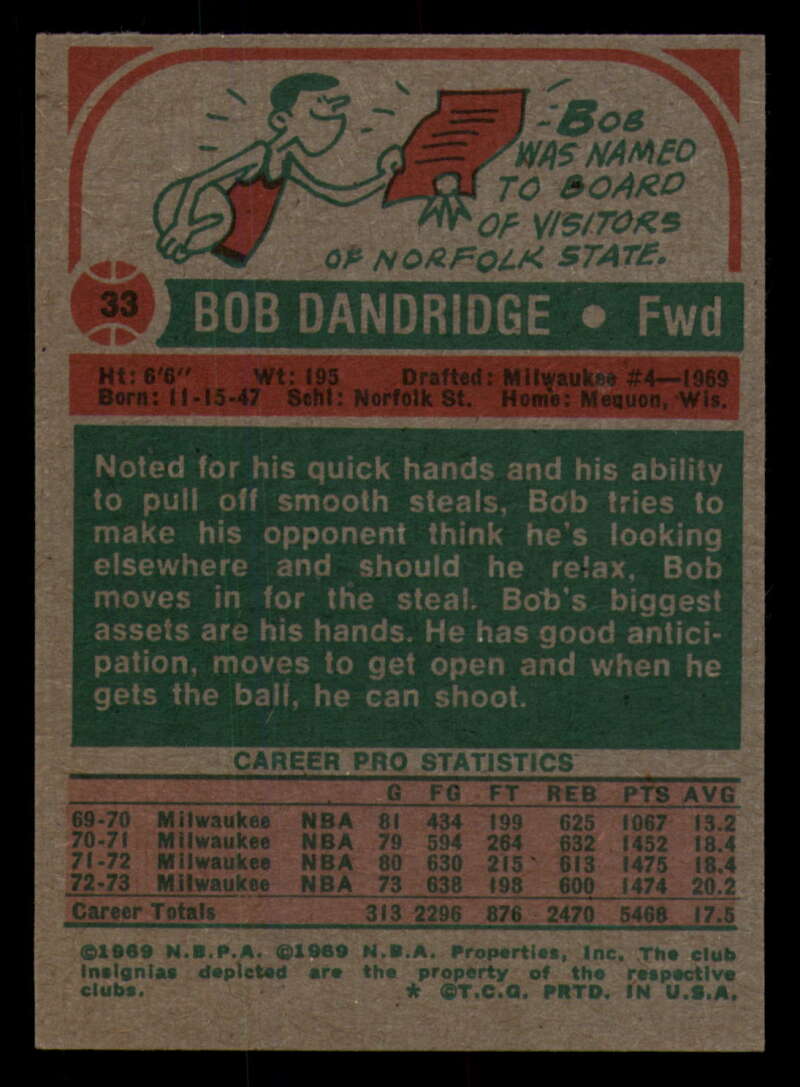 BOB
WAS NAMED
TO BOARD
OF VISITORS
OF NORFOLK STATE.
33 BOB DANDRIDGE • Fwd
Ht: 6'6" Wt: 195 Drafted: Milwaukee #4—1969
Born: 11-15-47 Schl: Norfolk St. Home: Mequon, Wis.
Noted for his quick hands and his ability
to pull off smooth steals, Bob tries to
make his opponent think he's looking
elsewhere and should he relax, Bob
moves in for the steal. Bob's biggest
assets are his hands. He has good antici-
pation, moves to get open and when he
gets the ball, he can shoot.
CAREER PRO STATISTICS
G FG FT REB PTS AVG
69-70 Milwaukee NBA 81 434 199 625 1067 13.2
70-71 Milwaukee NBA 79 594 264 632 1452 18.4
71-72 Milwaukee NBA 80 630 215 613 1475 18.4
72-73 Milwaukee NBA 73 638 198 600 1474 20.2
Career Totals 313 2296 876 2470 5468 17.5
©1969 N.B.P.A. ©1969 N.B.A. Properties, Inc. The club
insignias depicted are the property of the respective
clubs. * ©T.C.G. PRTD. IN U.S.A.